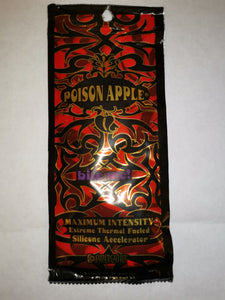 POISON APPLE
MAXIMUM INTENSITY
Extreme Thermal Fueled
Silicone Accelerator